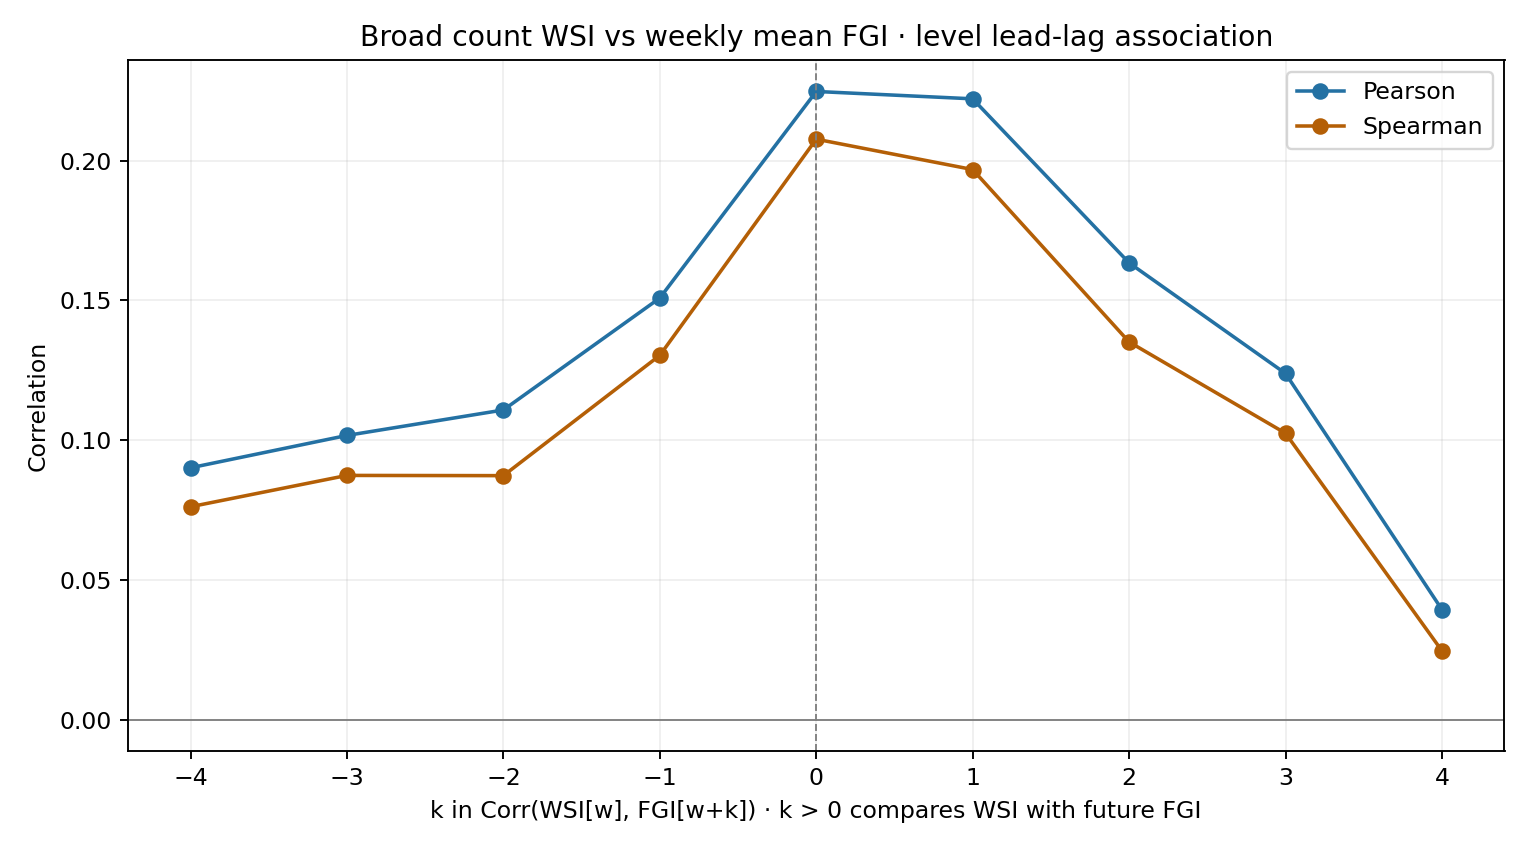 Broad count WSI vs weekly mean FGI · level lead-lag association
Pearson
Spearman
Correlation
0.20
0.15
0.10
0.05
0.00
−4 −3 −2 −1 0 1 2 3 4
k in Corr(WSI[w], FGI[w+k]) · k > 0 compares WSI with future FGI